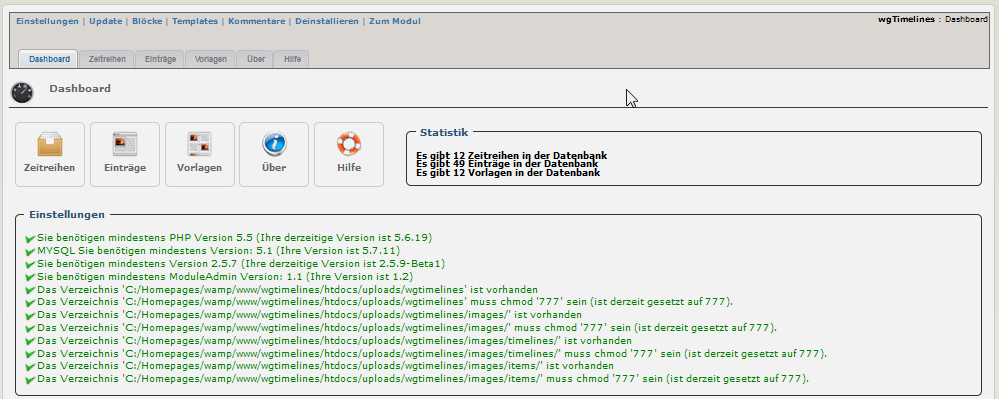 Einstellungen | Update | Blöcke | Templates | Kommentare | Deinstallieren | Zum Modul
wgTimelines : Dashboard
Dashboard Zeitreihen Einträge Vorlagen Über Hilfe
Dashboard
Zeitreihen Einträge Vorlagen Über Hilfe
Statistik
Es gibt 12 Zeitreihen in der Datenbank
Es gibt 49 Einträge in der Datenbank
Es gibt 12 Vorlagen in der Datenbank
Einstellungen
Sie benötigen mindestens PHP Version 5.5 (Ihre derzeitige Version ist 5.6.19)
MYSQL Sie benötigen mindestens Version: 5.1 (Ihre Version ist 5.7.11)
Sie benötigen mindestens Version 2.5.7 (Ihre derzeitige Version ist 2.5.9-Beta1)
Sie benötigen mindestens ModuleAdmin Version: 1.1 (Ihre Version ist 1.2)
Das Verzeichnis 'C:/Homepages/wamp/www/wgtimelines/htdocs/uploads/wgtimelines' ist vorhanden
Das Verzeichnis 'C:/Homepages/wamp/www/wgtimelines/htdocs/uploads/wgtimelines' muss chmod '777' sein (ist derzeit gesetzt auf 777).
Das Verzeichnis 'C:/Homepages/wamp/www/wgtimelines/htdocs/uploads/wgtimelines/images/' ist vorhanden
Das Verzeichnis 'C:/Homepages/wamp/www/wgtimelines/htdocs/uploads/wgtimelines/images/' muss chmod '777' sein (ist derzeit gesetzt auf 777).
Das Verzeichnis 'C:/Homepages/wamp/www/wgtimelines/htdocs/uploads/wgtimelines/images/timelines/' ist vorhanden
Das Verzeichnis 'C:/Homepages/wamp/www/wgtimelines/htdocs/uploads/wgtimelines/images/timelines/' muss chmod '777' sein (ist derzeit gesetzt auf 777).
Das Verzeichnis 'C:/Homepages/wamp/www/wgtimelines/htdocs/uploads/wgtimelines/images/items/' ist vorhanden
Das Verzeichnis 'C:/Homepages/wamp/www/wgtimelines/htdocs/uploads/wgtimelines/images/items/' muss chmod '777' sein (ist derzeit gesetzt auf 777).